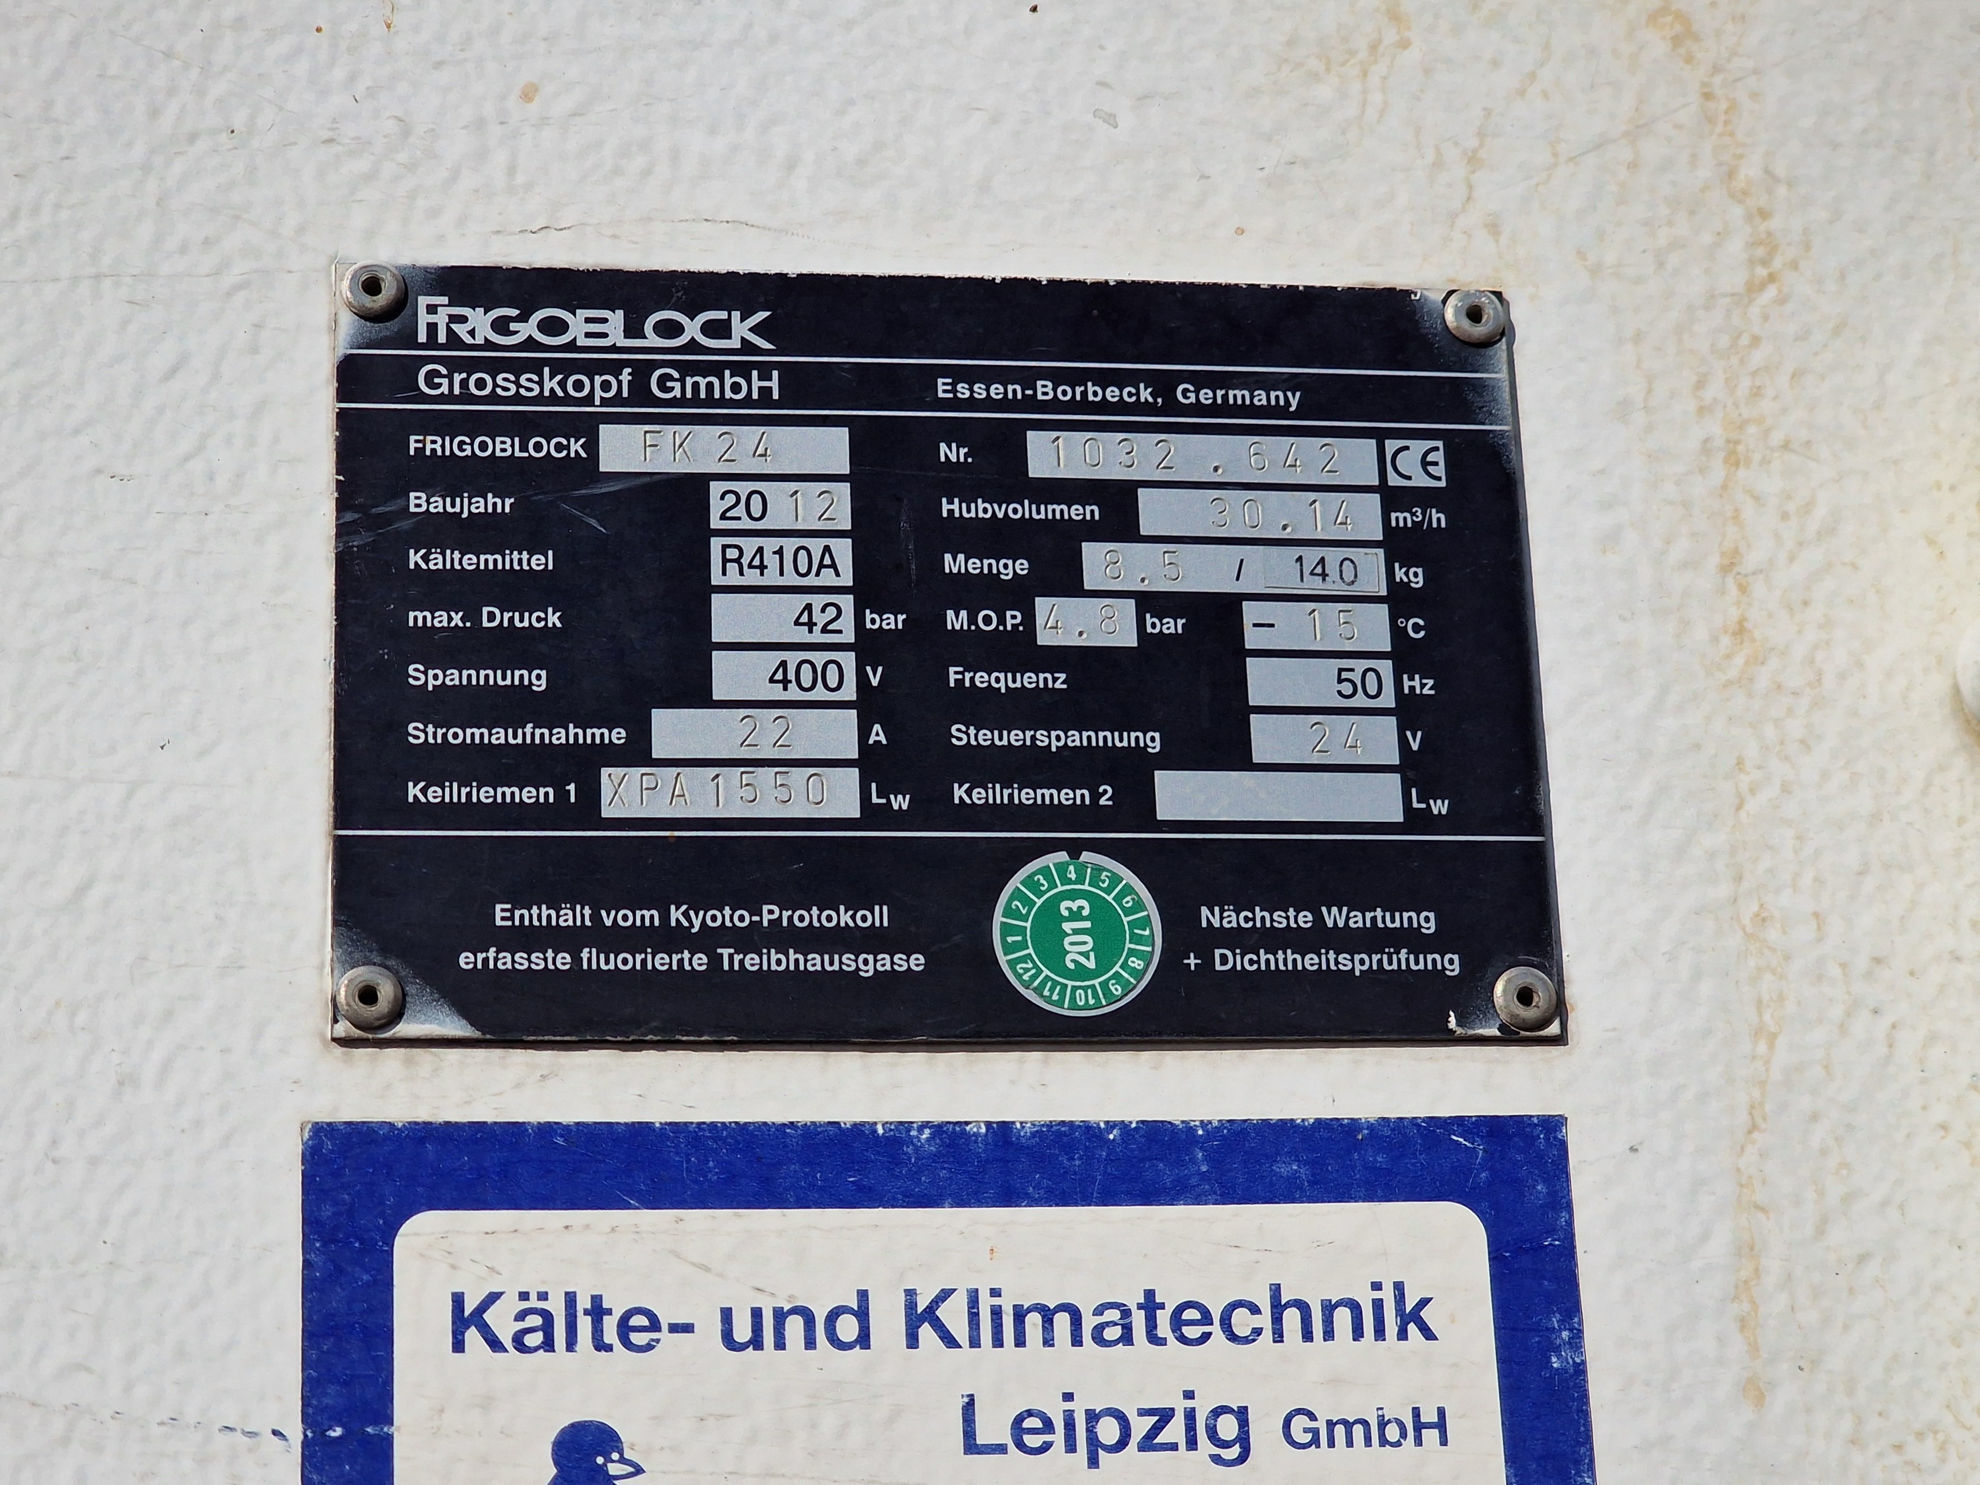 FRIGOBLOCK
Grosskopf GmbH Essen-Borbeck, Germany
FRIGOBLOCK FK 24 Nr. 1032.642 CE
Baujahr 2012 Hubvolumen 30.14 m³/h
Kältemittel R410A Menge 8.5 / 14.0 kg
max. Druck 42 bar M.O.P. 4.8 bar - 15 °C
Spannung 400 V Frequenz 50 Hz
Stromaufnahme 22 A Steuerspannung 24 V
Keilriemen 1 XPA1550 Lw Keilriemen 2 Lw
Enthält vom Kyoto-Protokoll
erfasste fluorierte Treibhausgase
1 2 3 4 5 6 7 8 9 10 11 12
2013
Nächste Wartung
+ Dichtheitsprüfung
Kälte- und Klimatechnik
Leipzig GmbH